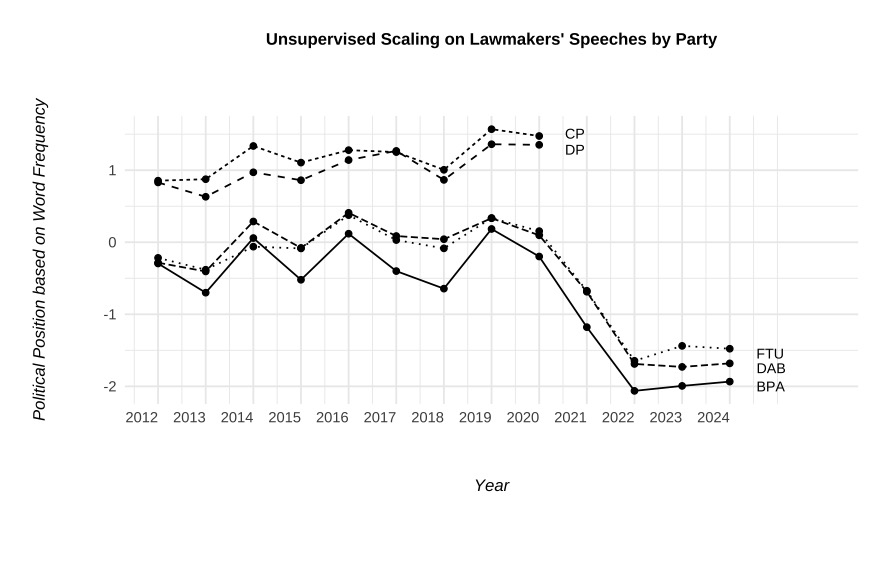 Unsupervised Scaling on Lawmakers' Speeches by Party
Political Position based on Word Frequency
CP
DP
1
0
-1
-2
FTU
DAB
BPA
2012 2013 2014 2015 2016 2017 2018 2019 2020 2021 2022 2023 2024
Year